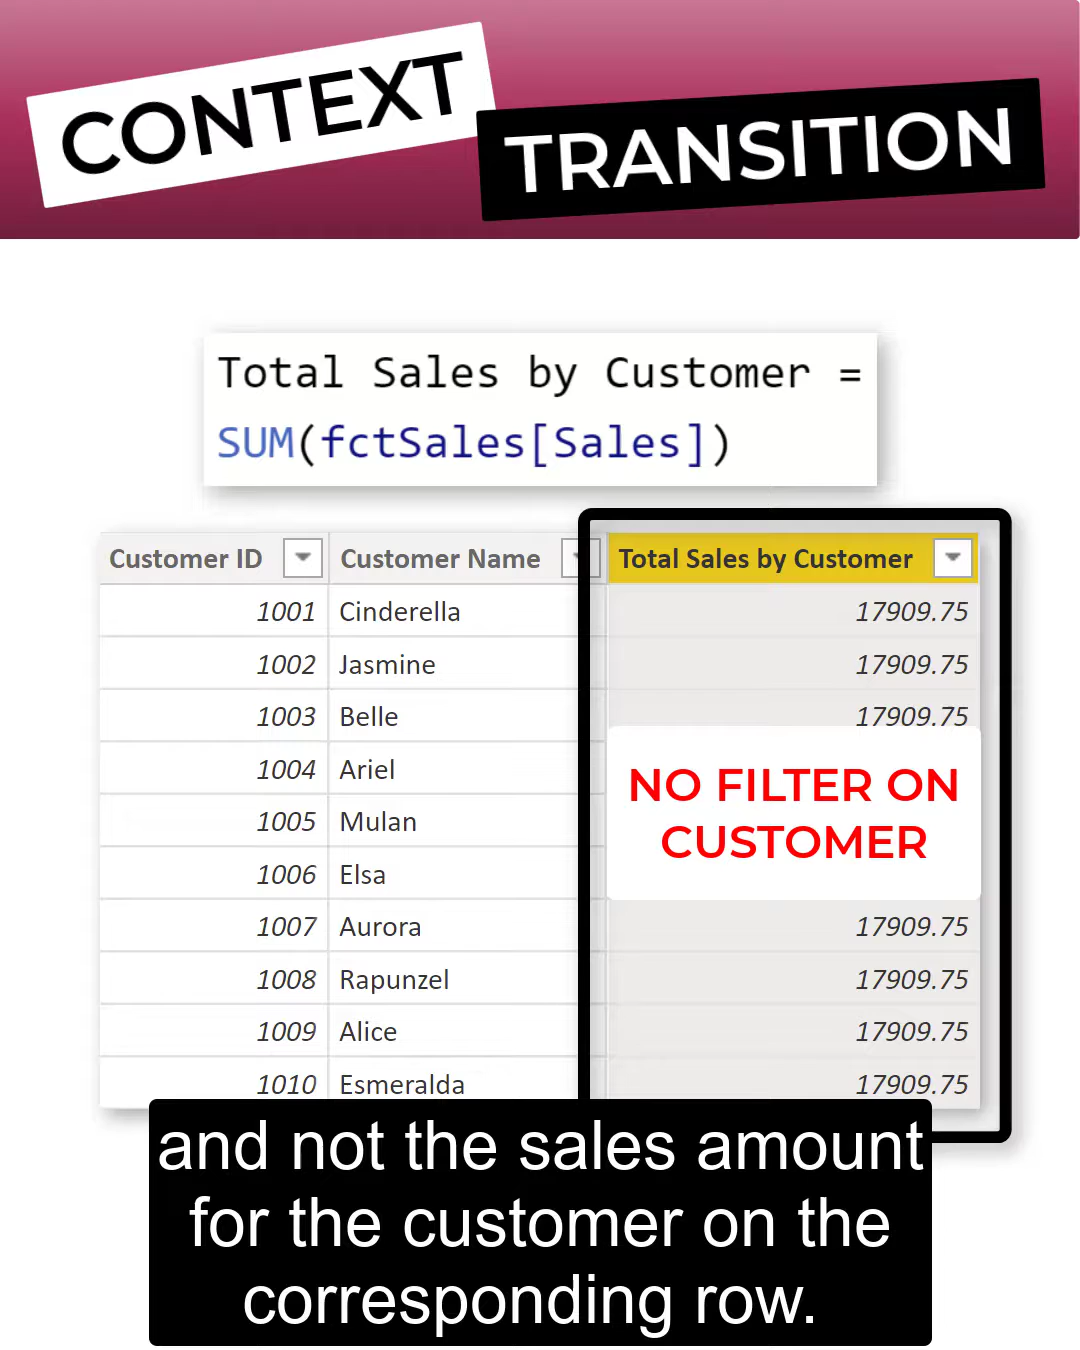 CONTEXT
TRANSITION
Total Sales by Customer =
SUM(fctSales[Sales])
Customer ID Customer Name Total Sales by Customer
1001 Cinderella 17909.75
1002 Jasmine 17909.75
1003 Belle 17909.75
1004 Ariel
1005 Mulan
1006 Elsa
NO FILTER ON
CUSTOMER
1007 Aurora 17909.75
1008 Rapunzel 17909.75
1009 Alice 17909.75
1010 Esmeralda 17909.75
and not the sales amount
for the customer on the
corresponding row.